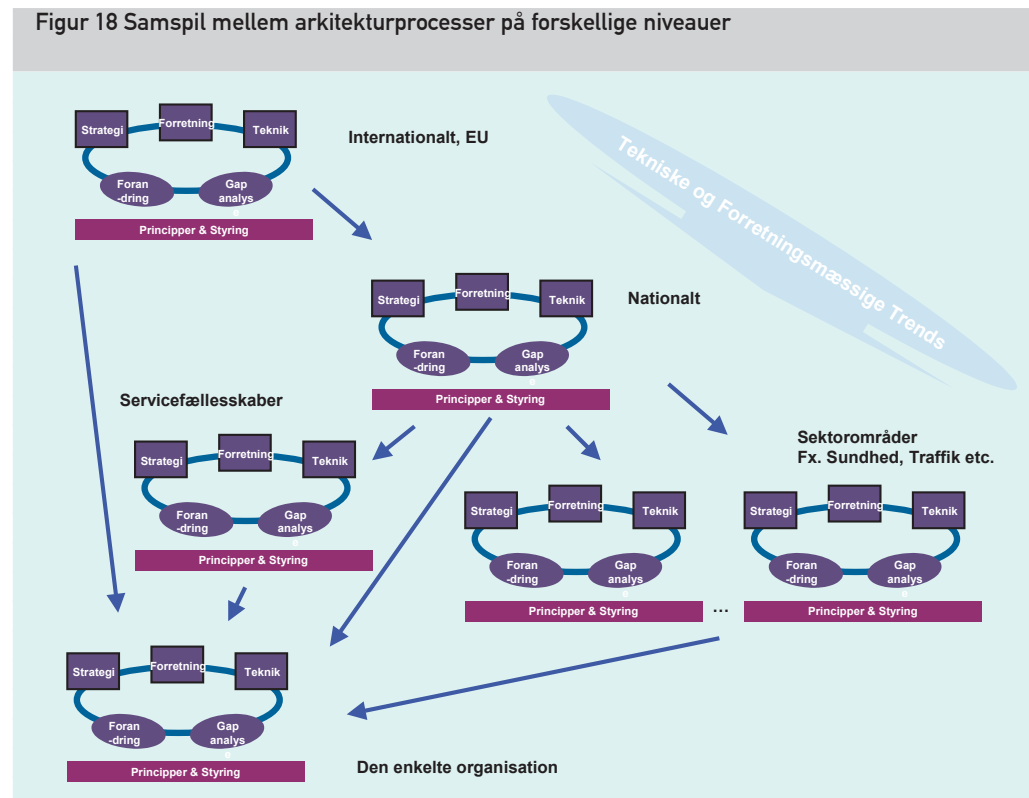 Figur 18 Samspil mellem arkitekturprocesser på forskellige niveauer
Strategi
Forretning
Teknik
Foran
-dring
Gap
analys
e
Principper & Styring
Internationalt, EU
Tekniske og Forretningsmæssige Trends
Strategi
Forretning
Teknik
Foran
-dring
Gap
analys
e
Principper & Styring
Nationalt
Servicefællesskaber
Strategi
Forretning
Teknik
Foran
-dring
Gap
analys
e
Principper & Styring
Sektorområder
Fx. Sundhed, Traffik etc.
Strategi
Forretning
Teknik
Foran
-dring
Gap
analys
e
Principper & Styring
...
Strategi
Forretning
Teknik
Foran
-dring
Gap
analys
e
Principper & Styring
Strategi
Forretning
Teknik
Foran
-dring
Gap
analys
e
Principper & Styring
Den enkelte organisation